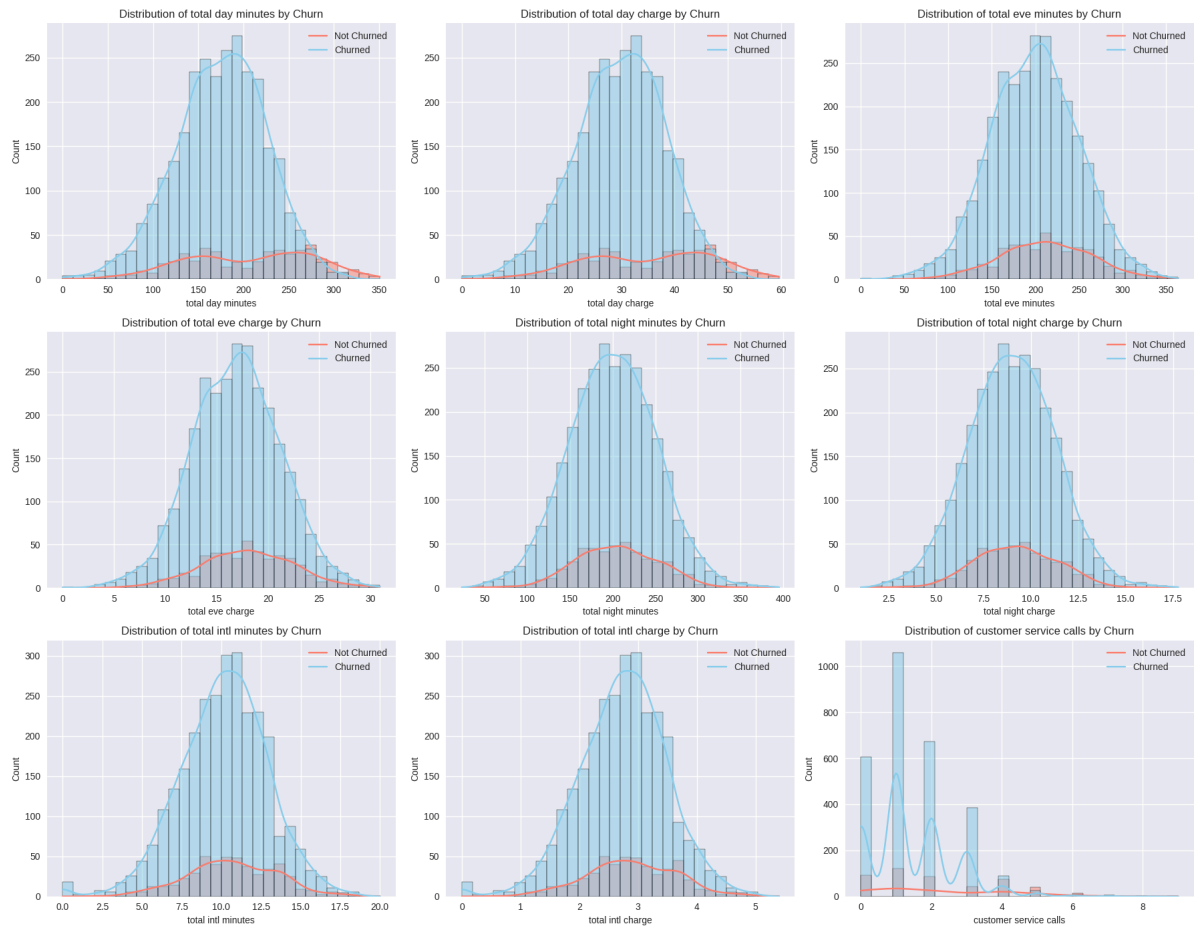 Distribution of total day minutes by Churn
Not Churned
Churned
250
200
150
100
50
0
Count
0 50 100 150 200 250 300 350
total day minutes
Distribution of total day charge by Churn
Not Churned
Churned
250
200
150
100
50
0
Count
0 20 40 60
total day charge
Distribution of total eve minutes by Churn
Not Churned
Churned
250
200
150
100
50
0
Count
0 50 100 150 200 250 300 350
total eve minutes
Distribution of total eve charge by Churn
Not Churned
Churned
250
200
150
100
50
0
Count
0 5 10 15 20 25 30
total eve charge
Distribution of total night minutes by Churn
Not Churned
Churned
250
200
150
100
50
0
Count
50 100 150 200 250 300 350 400
total night minutes
Distribution of total night charge by Churn
Not Churned
Churned
250
200
150
100
50
0
Count
2.5 5.0 7.5 10.0 12.5 15.0 17.5
total night charge
Distribution of total intl minutes by Churn
Not Churned
Churned
300
250
200
150
100
50
0
Count
0.0 2.5 5.0 7.5 10.0 12.5 15.0 17.5 20.0
total intl minutes
Distribution of total intl charge by Churn
Not Churned
Churned
300
250
200
150
100
50
0
Count
0 1 2 3 4 5
total intl charge
Distribution of customer service calls by Churn
Not Churned
Churned
1000
800
600
400
200
0
Count
0 2 4 6 8
customer service calls